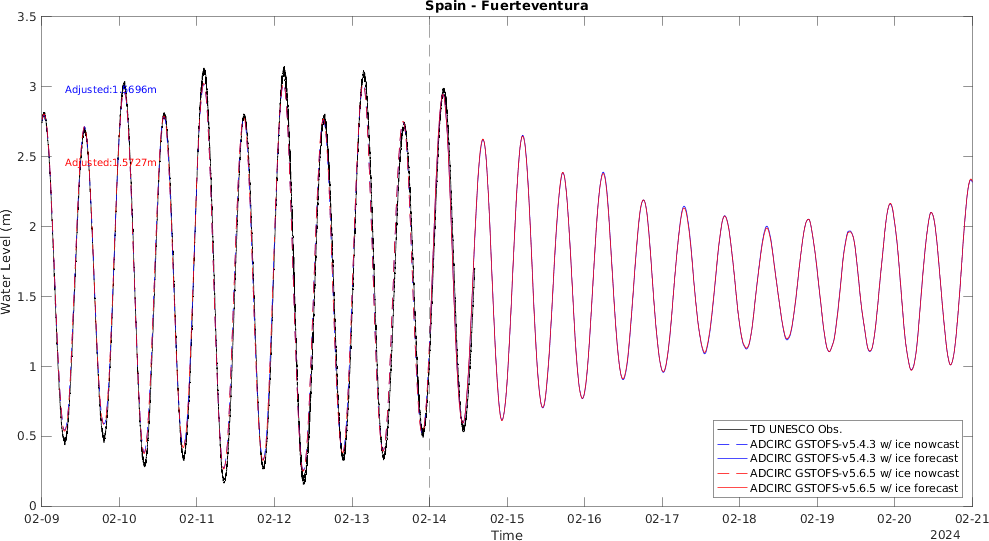 Spain - Fuerteventura
3.5
3
2.5
2
1.5
1
0.5
0
Water Level (m)
Adjusted:1.5696m
Adjusted:1.5727m
TD UNESCO Obs.
ADCIRC GSTOFS-v5.4.3 w/ ice nowcast
ADCIRC GSTOFS-v5.4.3 w/ ice forecast
ADCIRC GSTOFS-v5.6.5 w/ ice nowcast
ADCIRC GSTOFS-v5.6.5 w/ ice forecast
02-09 02-10 02-11 02-12 02-13 02-14 02-15 02-16 02-17 02-18 02-19 02-20 02-21
Time
2024